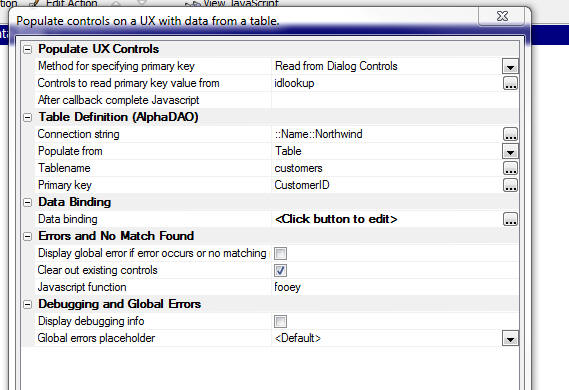 Edit Action
View JavaScript
Populate controls on a UX with data from a table.
Populate UX Controls
Method for specifying primary key Read from Dialog Controls
Controls to read primary key value from idlookup ...
After callback complete Javascript
Table Definition (AlphaDAO)
Connection string ::Name::Northwind ...
Populate from Table
Tablename customers ...
Primary key CustomerID ...
Data Binding
Data binding <Click button to edit> ...
Errors and No Match Found
Display global error if error occurs or no matching
Clear out existing controls
Javascript function fooey
Debugging and Global Errors
Display debugging info
Global errors placeholder <Default>